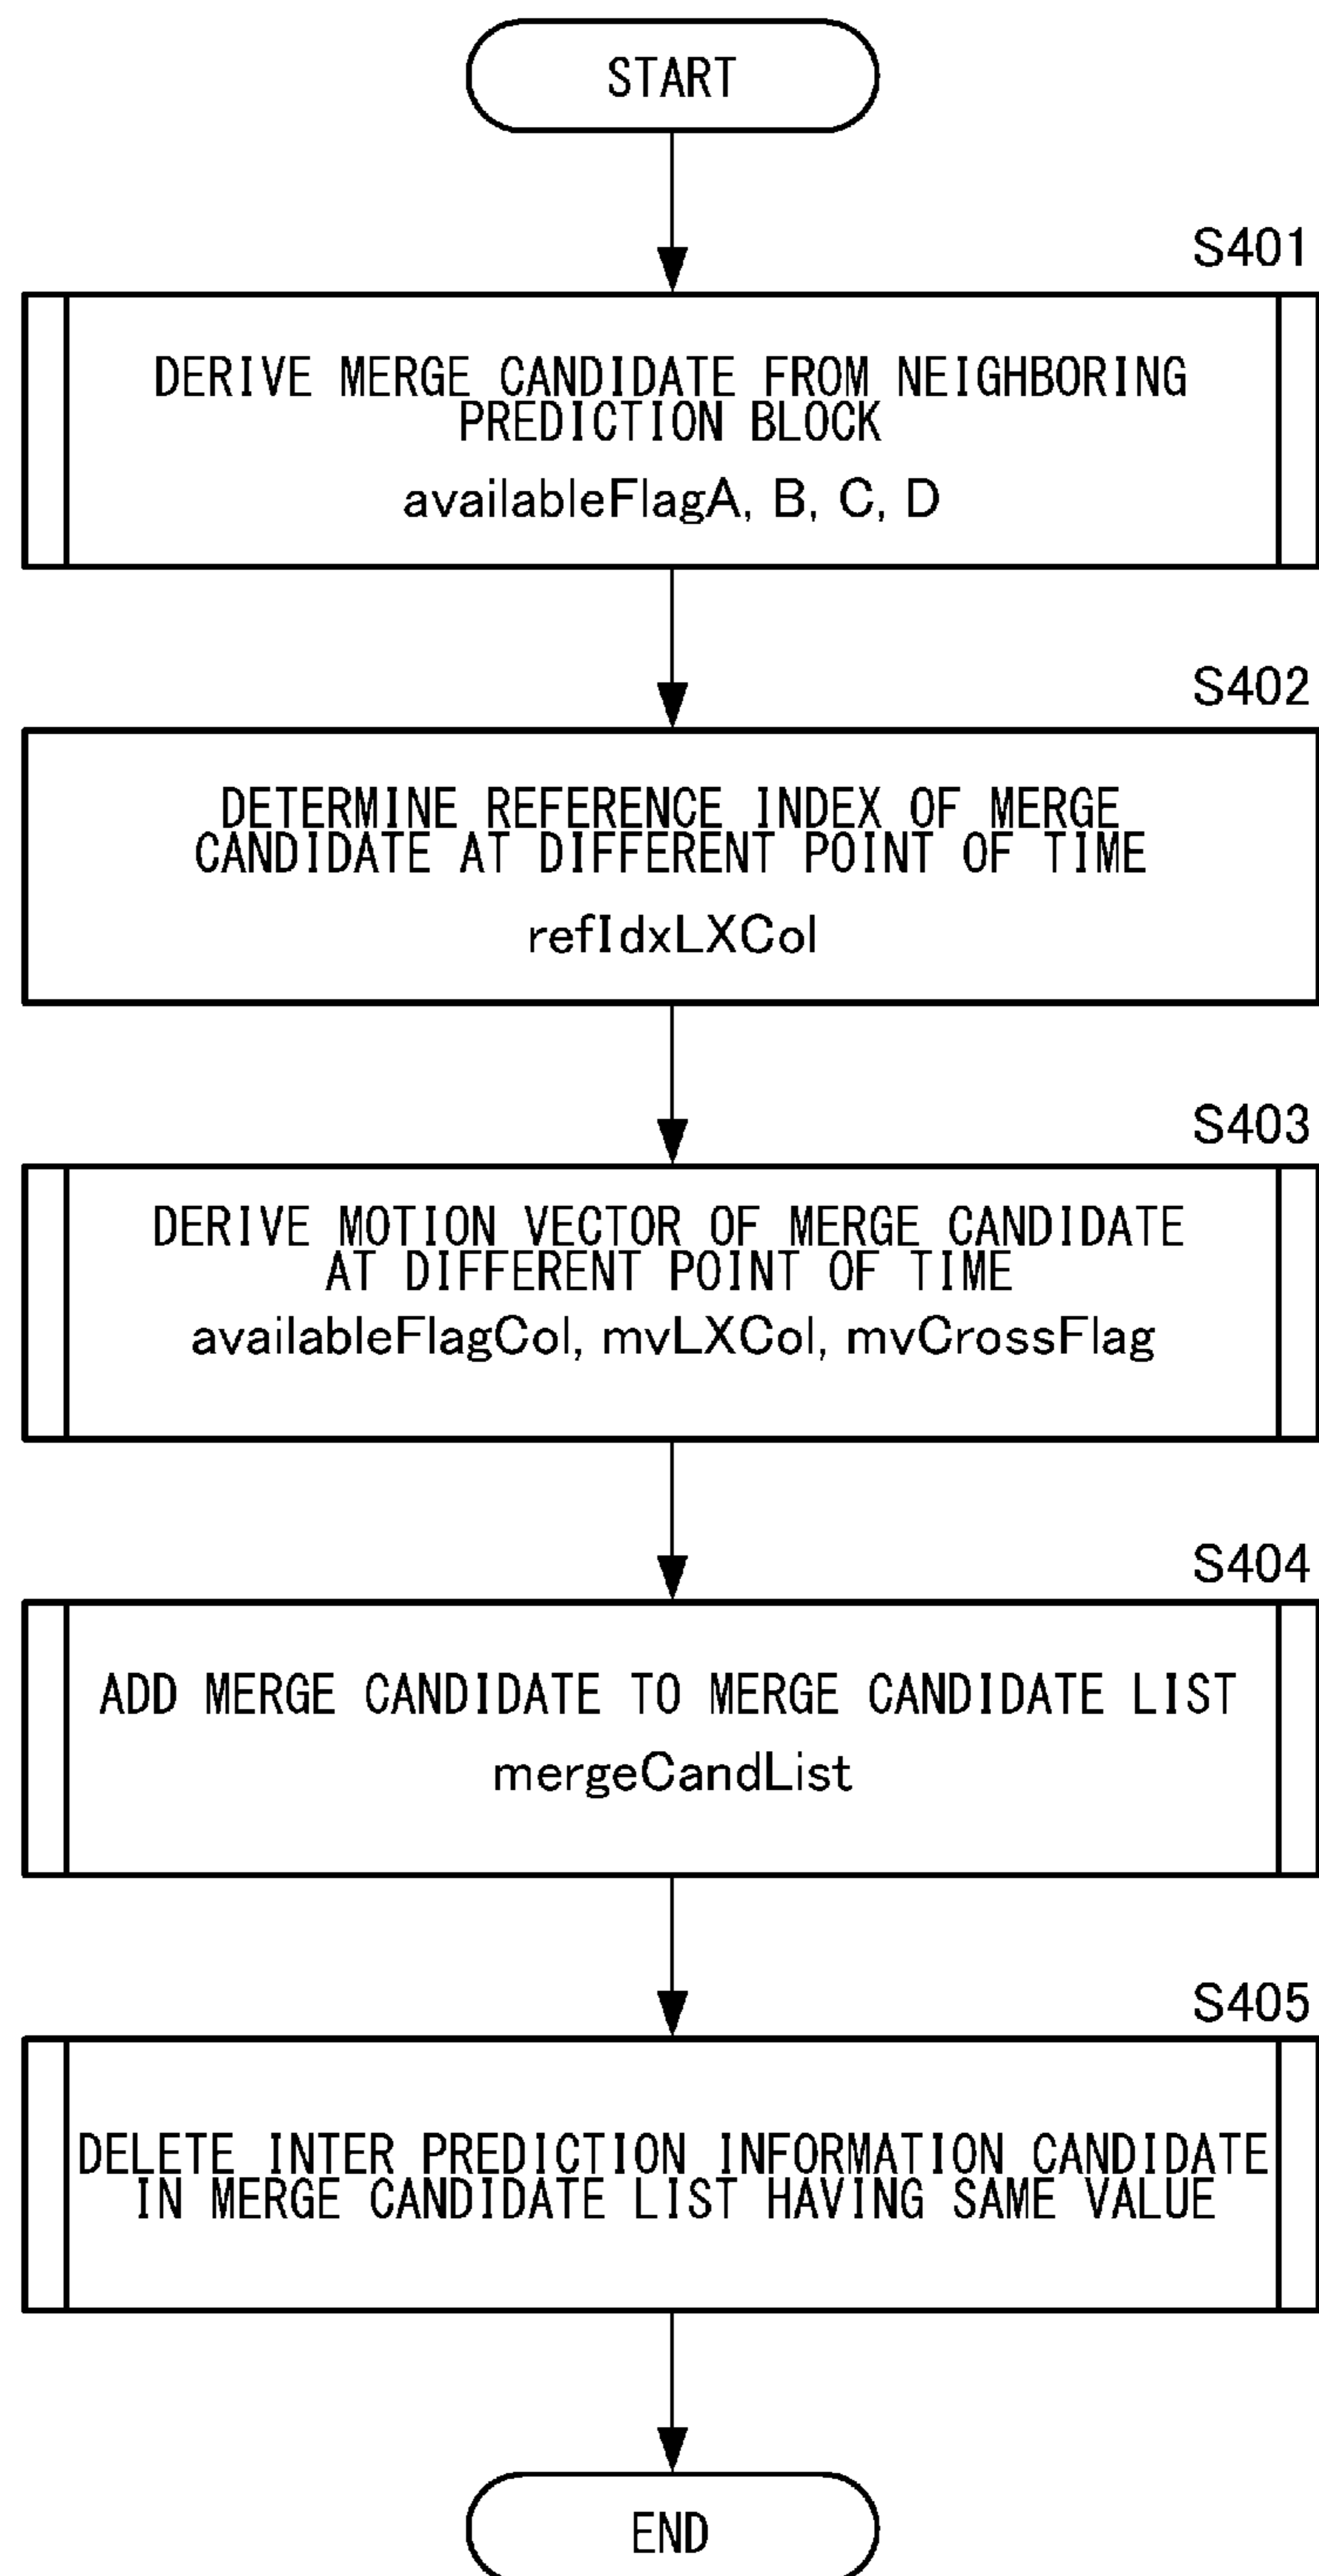 START
S401
DERIVE MERGE CANDIDATE FROM NEIGHBORING
PREDICTION BLOCK
availableFlagA, B, C, D
S402
DETERMINE REFERENCE INDEX OF MERGE
CANDIDATE AT DIFFERENT POINT OF TIME
refIdxLXCol
S403
DERIVE MOTION VECTOR OF MERGE CANDIDATE
AT DIFFERENT POINT OF TIME
availableFlagCol, mvLXCol, mvCrossFlag
S404
ADD MERGE CANDIDATE TO MERGE CANDIDATE LIST
mergeCandList
S405
DELETE INTER PREDICTION INFORMATION CANDIDATE
IN MERGE CANDIDATE LIST HAVING SAME VALUE
END